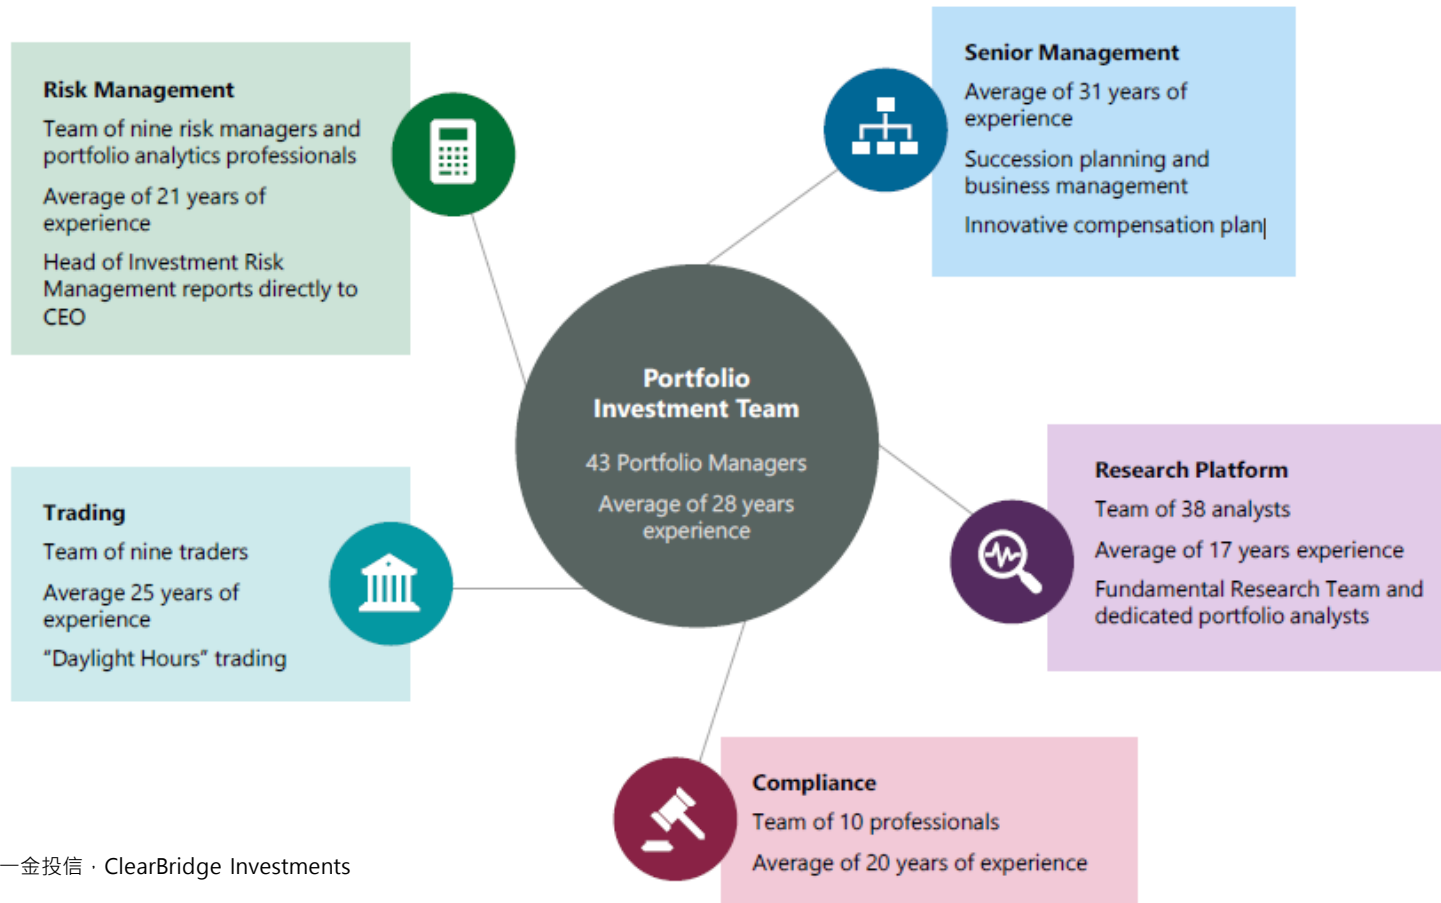 Risk Management
Team of nine risk managers and
portfolio analytics professionals
Average of 21 years of
experience
Head of Investment Risk
Management reports directly to
CEO
Senior Management
Average of 31 years of
experience
Succession planning and
business management
Innovative compensation plan
Portfolio
Investment Team
43 Portfolio Managers
Average of 28 years
experience
Trading
Team of nine traders
Average 25 years of
experience
“Daylight Hours” trading
Research Platform
Team of 38 analysts
Average of 17 years experience
Fundamental Research Team and
dedicated portfolio analysts
Compliance
Team of 10 professionals
Average of 20 years of experience
一金投信 · ClearBridge Investments